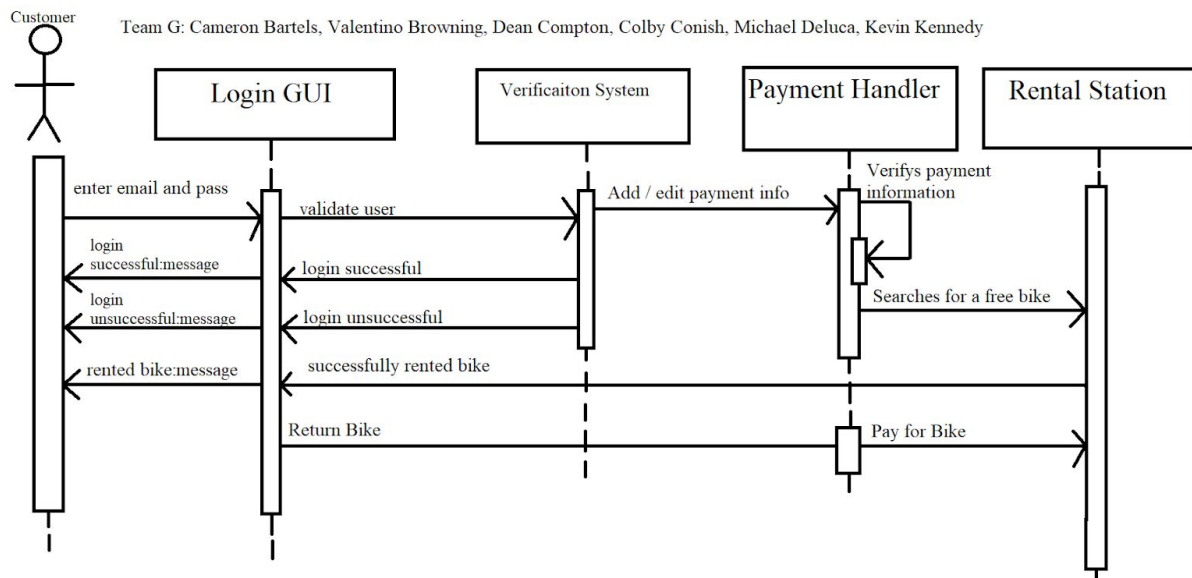 Customer
Team G: Cameron Bartels, Valentino Browning, Dean Compton, Colby Conish, Michael Deluca, Kevin Kennedy
Login GUI
Verificaiton System
Payment Handler
Rental Station
enter email and pass
validate user
Add / edit payment info
Verifys payment
information
login
successful:message
login successful
Searches for a free bike
login
unsuccessful:message
login unsuccessful
rented bike:message
successfully rented bike
Return Bike
Pay for Bike